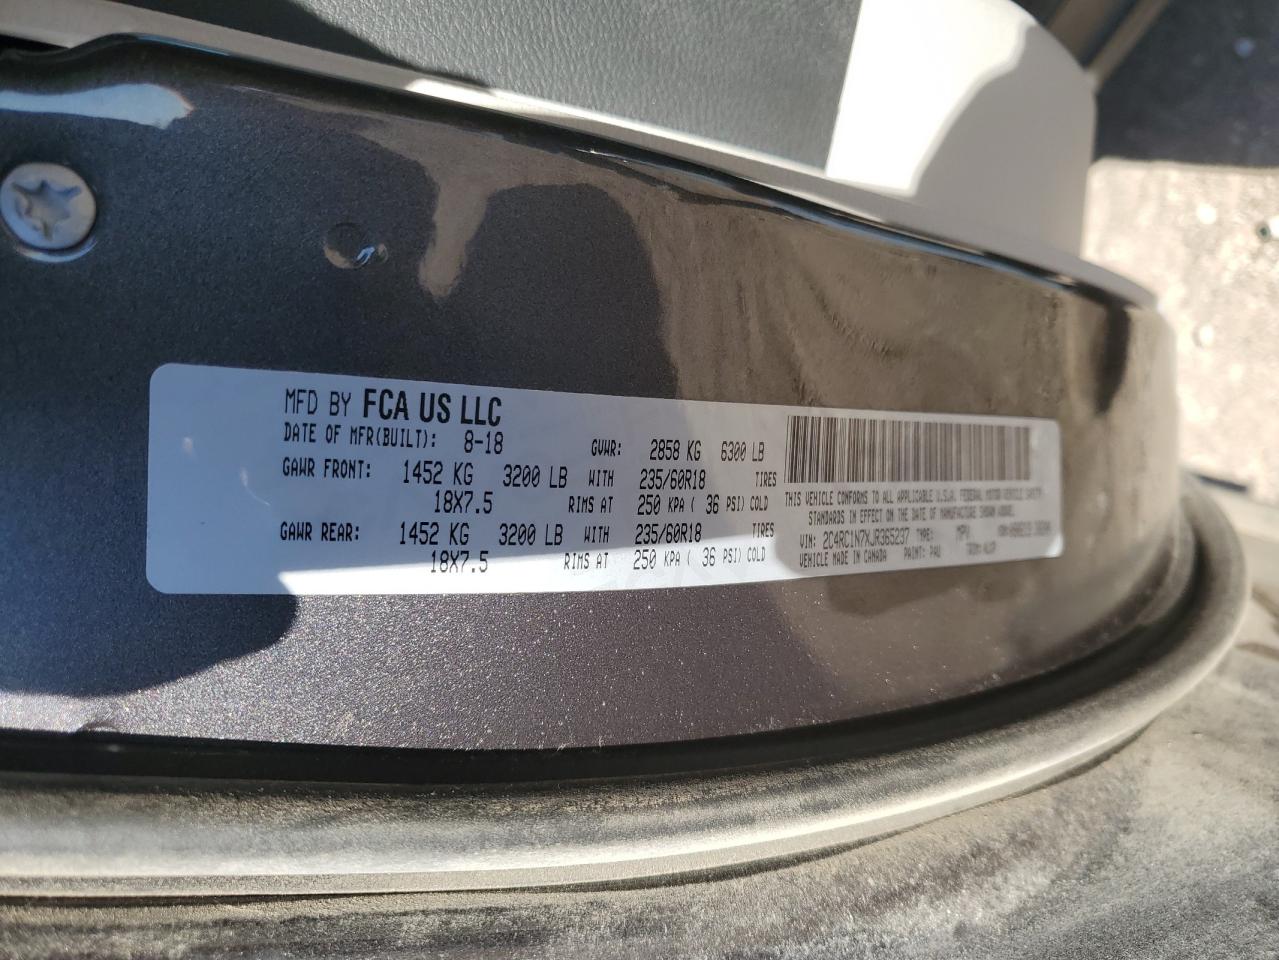 MFD BY FCA US LLC
DATE OF MFR(BUILT): 8-18 GVWR: 2858 KG 6300 LB
GAWR FRONT: 1452 KG 3200 LB WITH 235/60R18 TIRES
18X7.5 RIMS AT 250 KPA ( 36 PSI) COLD
GAWR REAR: 1452 KG 3200 LB WITH 235/60R18 TIRES
18X7.5 RIMS AT 250 KPA ( 36 PSI) COLD
THIS VEHICLE CONFORMS TO ALL APPLICABLE U.S.A. FEDERAL MOTOR VEHICLE SAFETY
STANDARDS IN EFFECT ON THE DATE OF MANUFACTURE SHOWN ABOVE.
VIN: 2C4RC1N7XJR365237 TYPE: MPV
VEHICLE MADE IN CANADA PAINT: PAU TRIM: